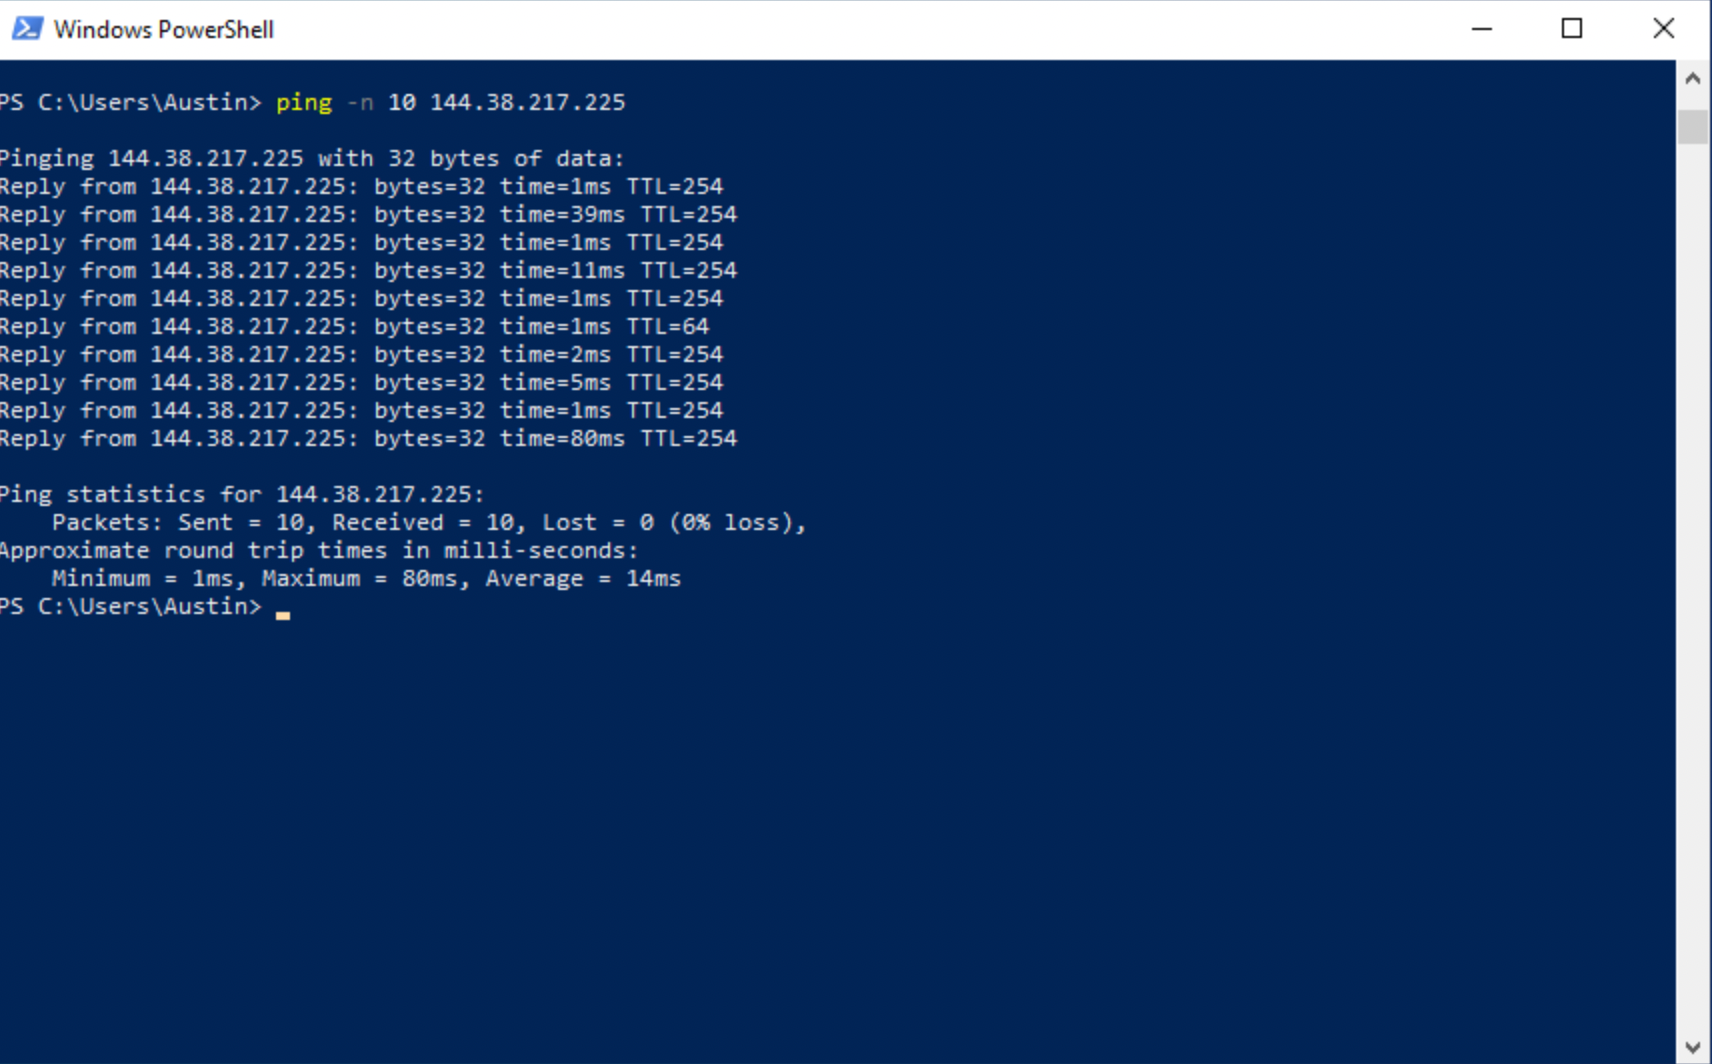 Windows PowerShell
PS C:\Users\Austin> ping -n 10 144.38.217.225
Pinging 144.38.217.225 with 32 bytes of data:
Reply from 144.38.217.225: bytes=32 time=1ms TTL=254
Reply from 144.38.217.225: bytes=32 time=39ms TTL=254
Reply from 144.38.217.225: bytes=32 time=1ms TTL=254
Reply from 144.38.217.225: bytes=32 time=11ms TTL=254
Reply from 144.38.217.225: bytes=32 time=1ms TTL=254
Reply from 144.38.217.225: bytes=32 time=1ms TTL=64
Reply from 144.38.217.225: bytes=32 time=2ms TTL=254
Reply from 144.38.217.225: bytes=32 time=5ms TTL=254
Reply from 144.38.217.225: bytes=32 time=1ms TTL=254
Reply from 144.38.217.225: bytes=32 time=80ms TTL=254
Ping statistics for 144.38.217.225:
    Packets: Sent = 10, Received = 10, Lost = 0 (0% loss),
Approximate round trip times in milli-seconds:
    Minimum = 1ms, Maximum = 80ms, Average = 14ms
PS C:\Users\Austin>